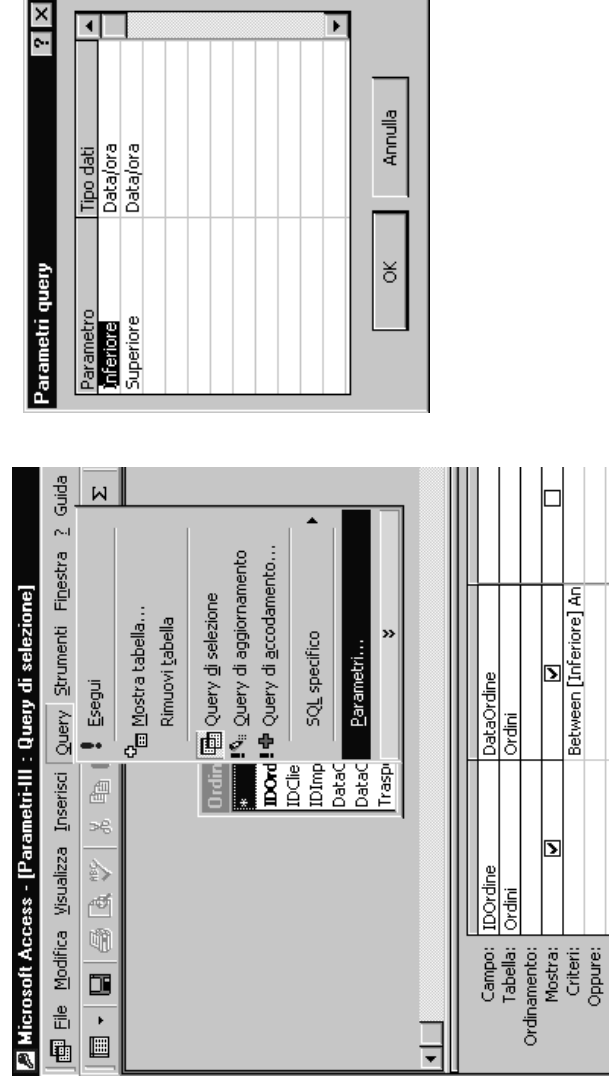 Microsoft Access - [Parametri-III : Query di selezione]
File Modifica Visualizza Inserisci Query Strumenti Finestra ? Guida
Esegui
Mostra tabella...
Rimuovi tabella
Query di selezione
Query di aggiornamento
Query di accodamento...
SQL specifico
Parametri...
Ordin
*
IDOrd
IDClie
IDImp
DataC
DataC
Trasp
Campo: IDOrdine DataOrdine
Tabella: Ordini Ordini
Ordinamento:
Mostra:
Criteri: Between [Inferiore] An
Oppure:
Parametri query
Parametro Tipo dati
Inferiore Data/ora
Superiore Data/ora
OK Annulla